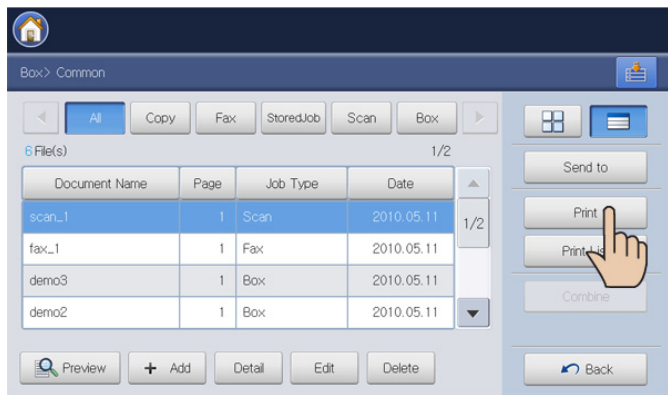 Box> Common
All Copy Fax StoredJob Scan Box
6 File(s) 1/2
Document Name Page Job Type Date
scan_1 1 Scan 2010.05.11
1/2
fax_1 1 Fax 2010.05.11
demo3 1 Box 2010.05.11
demo2 1 Box 2010.05.11
Preview + Add Detail Edit Delete
Send to
Print
Print Lis
Combine
Back